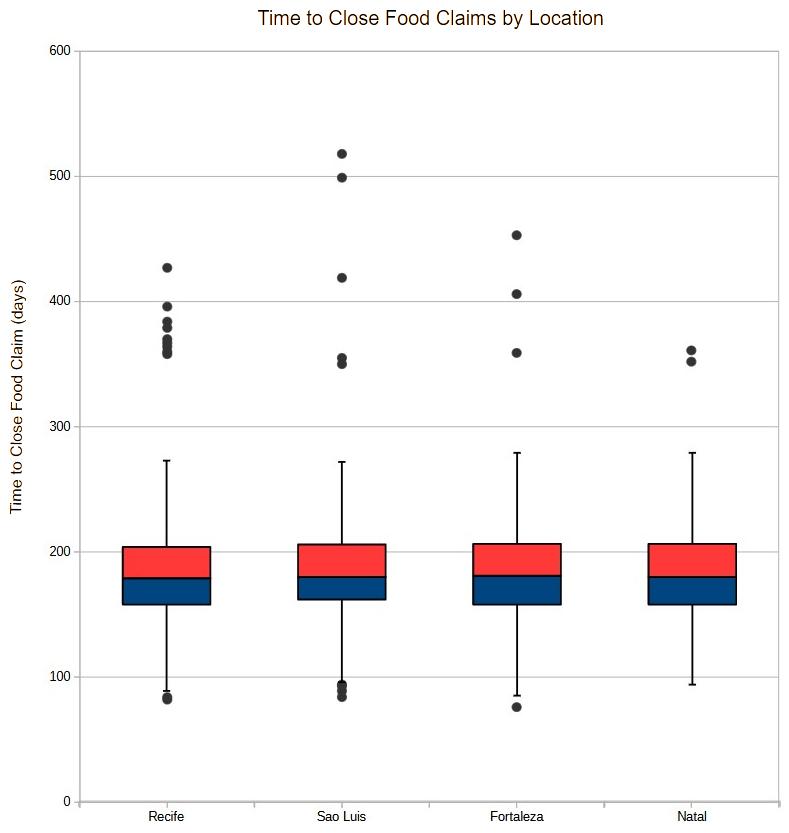 Time to Close Food Claims by Location
Time to Close Food Claim (days)
600
500
400
300
200
100
0
Recife
Sao Luis
Fortaleza
Natal